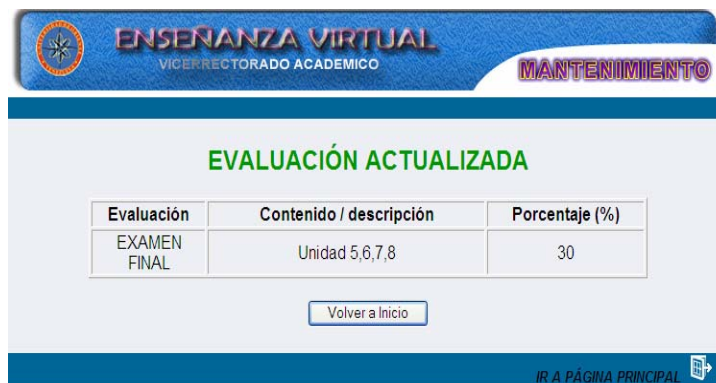 ENSEÑANZA VIRTUAL
VICERRECTORADO ACADEMICO
MANTENIMIENTO
EVALUACIÓN ACTUALIZADA
Evaluación Contenido / descripción Porcentaje (%)
EXAMEN FINAL Unidad 5,6,7,8 30
Volver a Inicio
IR A PÁGINA PRINCIPAL